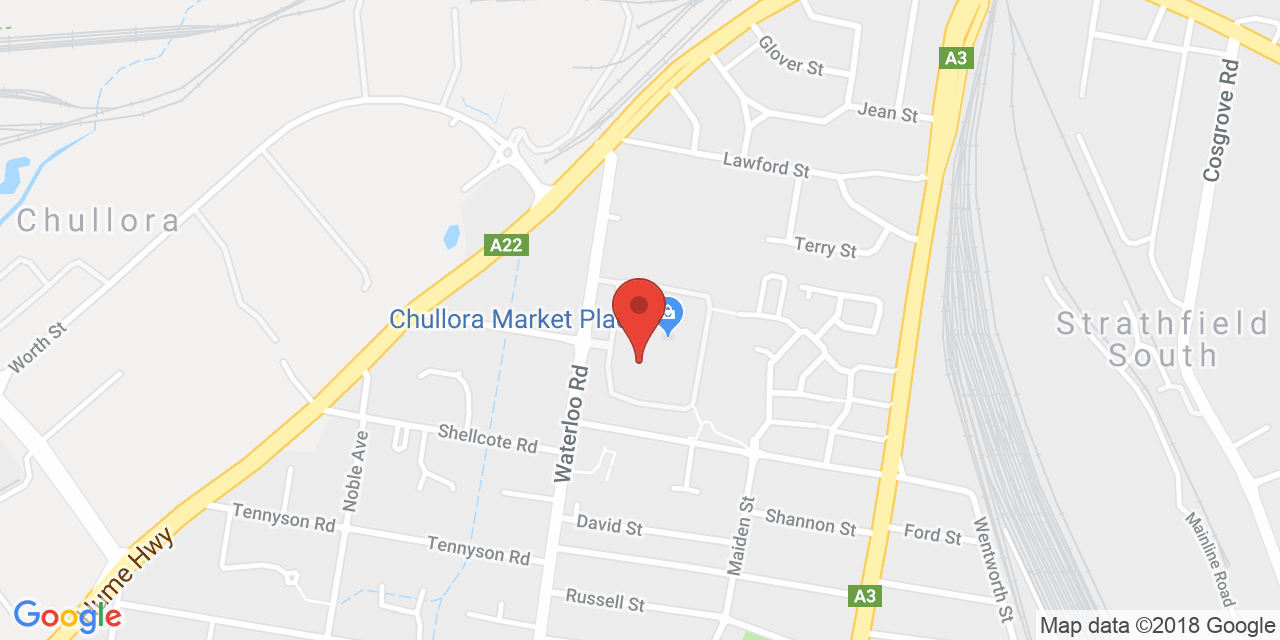 Glover St
A3
Jean St
Cosgrove Rd
Lawford St
Chullora
A22
Terry St
Chullora Market Plac
Strathfield
South
Worth St
Waterloo Rd
Shellcote Rd
Noble Ave
Tennyson Rd
Tennyson Rd
David St
Maiden St
Shannon St
Ford St
Wentworth St
Mainline Road
ume Hwy
Russell St
A3
Google
Map data ©2018 Google